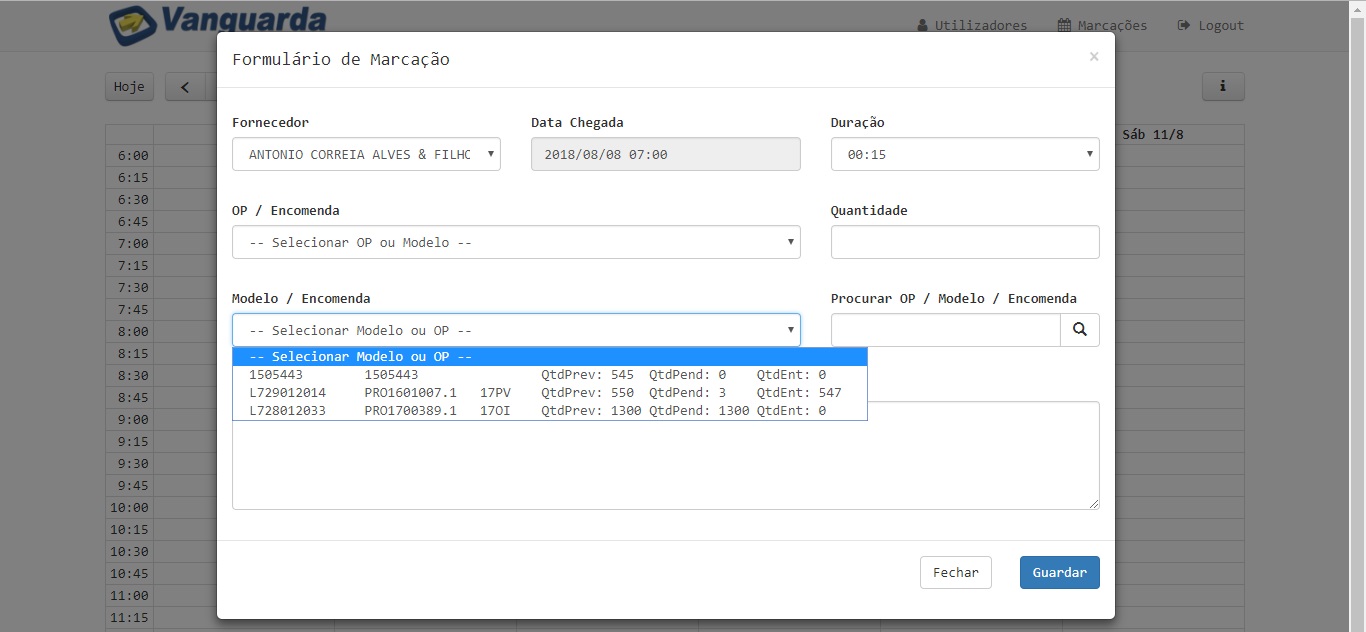 Vanguarda
Utilizadores Marcações Logout
Formulário de Marcação ×
Hoje < i
Fornecedor Data Chegada Duração
ANTONIO CORREIA ALVES & FILHO 2018/08/08 07:00 00:15
Sáb 11/8
6:00
6:15
6:30
6:45
7:00
7:15
7:30
7:45
8:00
8:15
8:30
8:45
9:00
9:15
9:30
9:45
10:00
10:15
10:30
10:45
11:00
11:15
OP / Encomenda Quantidade
-- Selecionar OP ou Modelo --
Modelo / Encomenda Procurar OP / Modelo / Encomenda
-- Selecionar Modelo ou OP --
-- Selecionar Modelo ou OP --
1505443 1505443 QtdPrev: 545 QtdPend: 0 QtdEnt: 0
L729012014 PRO1601007.1 17PV QtdPrev: 550 QtdPend: 3 QtdEnt: 547
L728012033 PRO1700389.1 17OI QtdPrev: 1300 QtdPend: 1300 QtdEnt: 0
Fechar Guardar